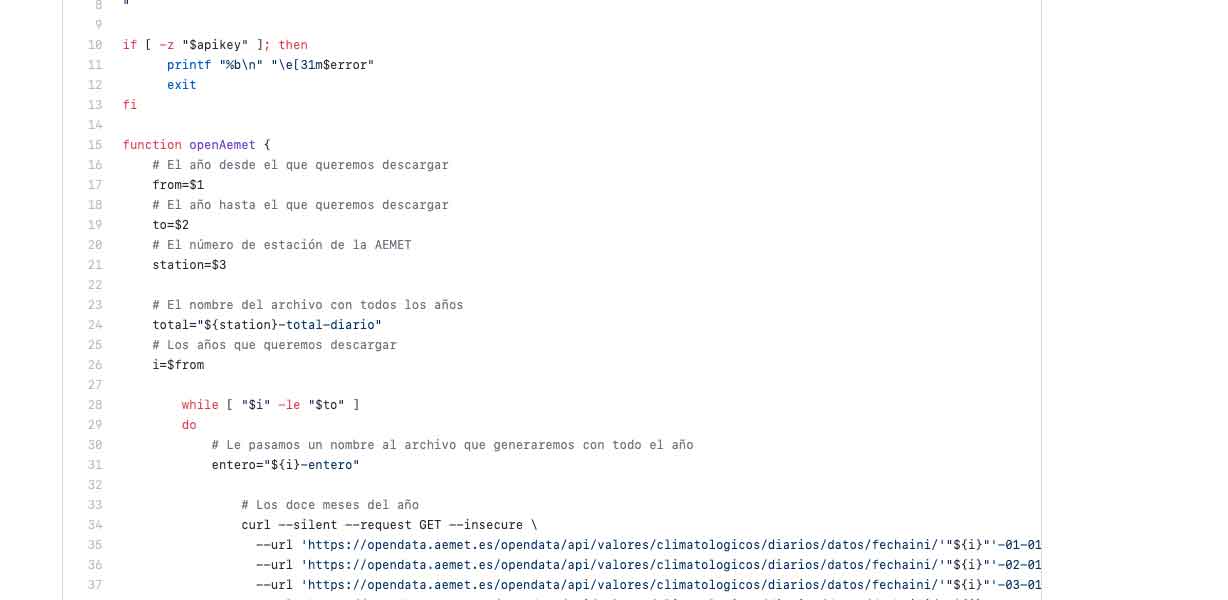 8 "
9
10 if [ -z "$apikey" ]; then
11 printf "%b\n" "\e[31m$error"
12 exit
13 fi
14
15 function openAemet {
16 # El año desde el que queremos descargar
17 from=$1
18 # El año hasta el que queremos descargar
19 to=$2
20 # El número de estación de la AEMET
21 station=$3
22
23 # El nombre del archivo con todos los años
24 total="${station}-total-diario"
25 # Los años que queremos descargar
26 i=$from
27
28 while [ "$i" -le "$to" ]
29 do
30 # Le pasamos un nombre al archivo que generaremos con todo el año
31 entero="${i}-entero"
32
33 # Los doce meses del año
34 curl --silent --request GET --insecure \
35 --url 'https://opendata.aemet.es/opendata/api/valores/climatologicos/diarios/datos/fechaini/'"${i}"'-01-01
36 --url 'https://opendata.aemet.es/opendata/api/valores/climatologicos/diarios/datos/fechaini/'"${i}"'-02-01
37 --url 'https://opendata.aemet.es/opendata/api/valores/climatologicos/diarios/datos/fechaini/'"${i}"'-03-01